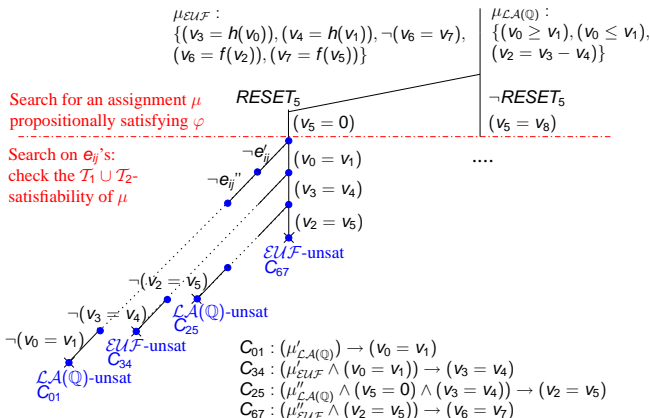 μ_EUF :
{(v3 = h(v0)), (v4 = h(v1)), ¬(v6 = v7),
(v6 = f(v2)), (v7 = f(v5))}
μ_LA(ℚ) :
{(v0 ≥ v1), (v0 ≤ v1),
(v2 = v3 − v4)}
Search for an assignment μ
propositionally satisfying φ
RESET5
(v5 = 0)
¬RESET5
(v5 = v8)
Search on eij's:
check the T1 ∪ T2-
satisfiability of μ
....
¬e′ij
¬eij''
(v0 = v1)
(v3 = v4)
(v2 = v5)
EUF-unsat
C67
¬(v2 = v5)
LA(ℚ)-unsat
C25
¬(v3 = v4)
EUF-unsat
C34
¬(v0 = v1)
LA(ℚ)-unsat
C01
C01 : (μ′_LA(ℚ)) → (v0 = v1)
C34 : (μ′_EUF ∧ (v0 = v1)) → (v3 = v4)
C25 : (μ″_LA(ℚ) ∧ (v5 = 0) ∧ (v3 = v4)) → (v2 = v5)
C67 : (μ″_EUF ∧ (v2 = v5)) → (v6 = v7)